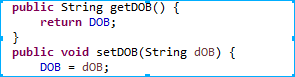 public String getDOB() {
return DOB;
}
public void setDOB(String dOB) {
DOB = dOB;